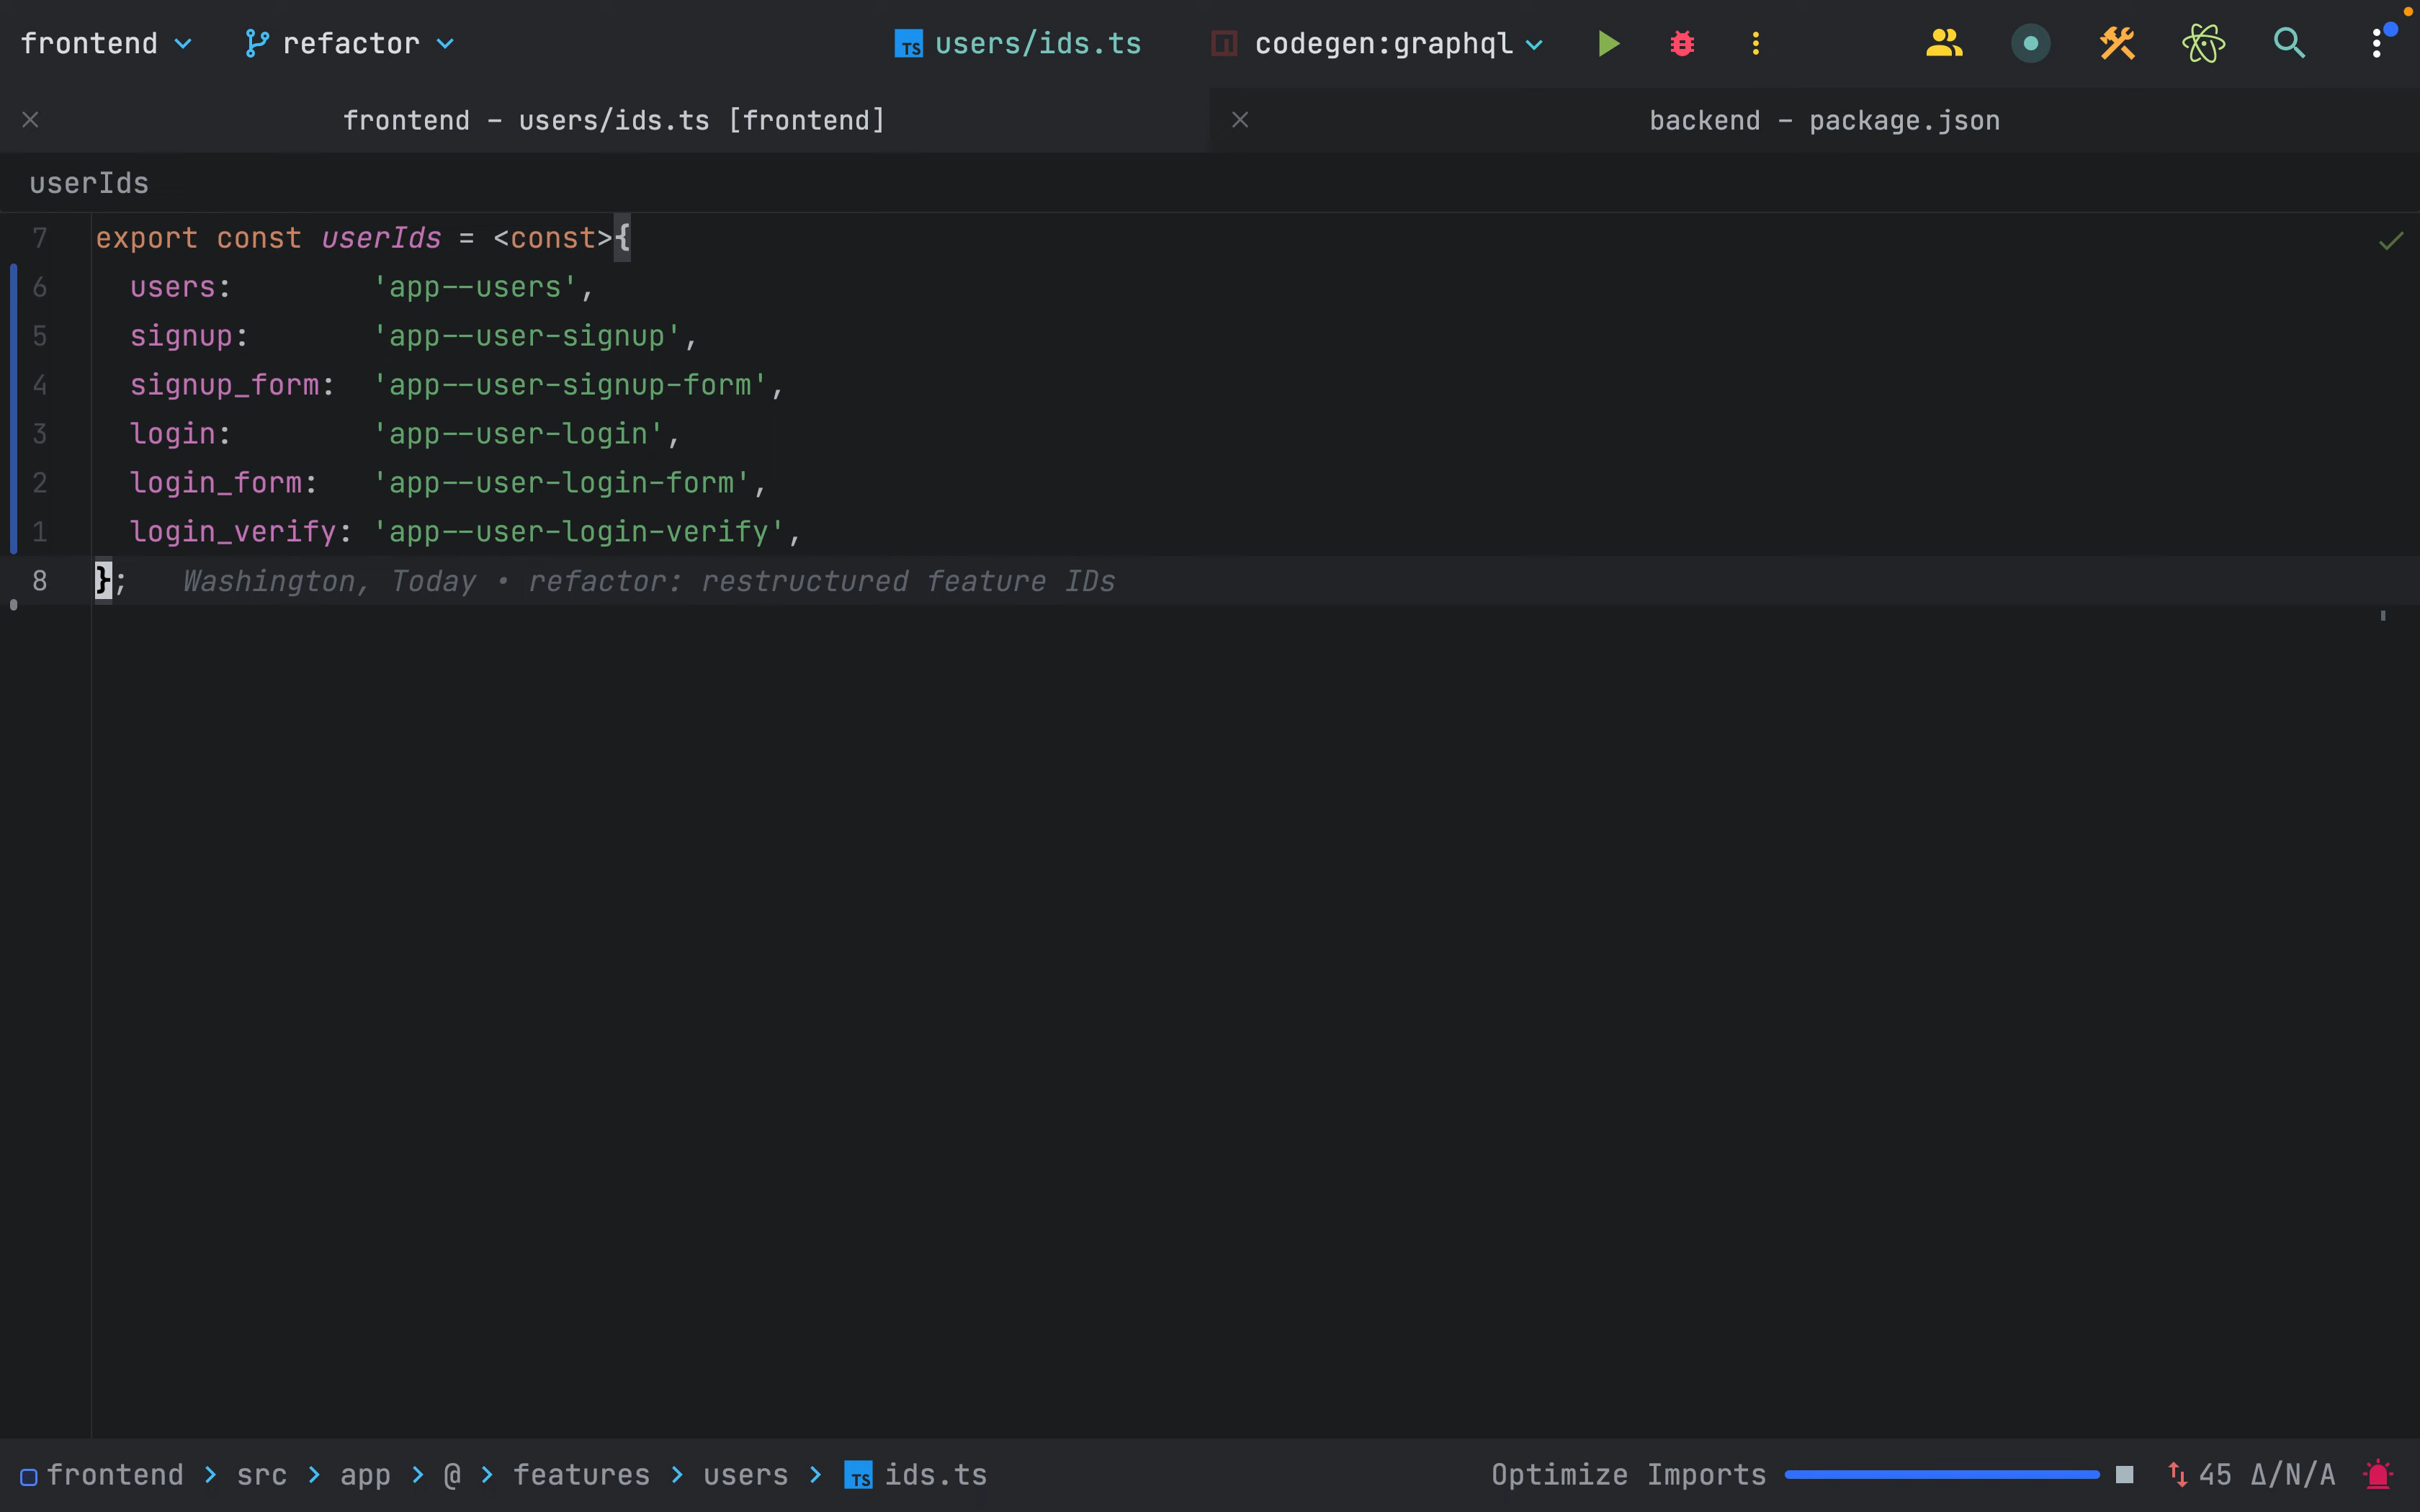 frontend refactor users/ids.ts codegen:graphql
frontend – users/ids.ts [frontend] backend – package.json
userIds
7 export const userIds = <const>{
6 users: 'app--users',
5 signup: 'app--user-signup',
4 signup_form: 'app--user-signup-form',
3 login: 'app--user-login',
2 login_form: 'app--user-login-form',
1 login_verify: 'app--user-login-verify',
8 }; Washington, Today • refactor: restructured feature IDs
frontend > src > app > @ > features > users > TS ids.ts Optimize Imports 45 Δ/N/A